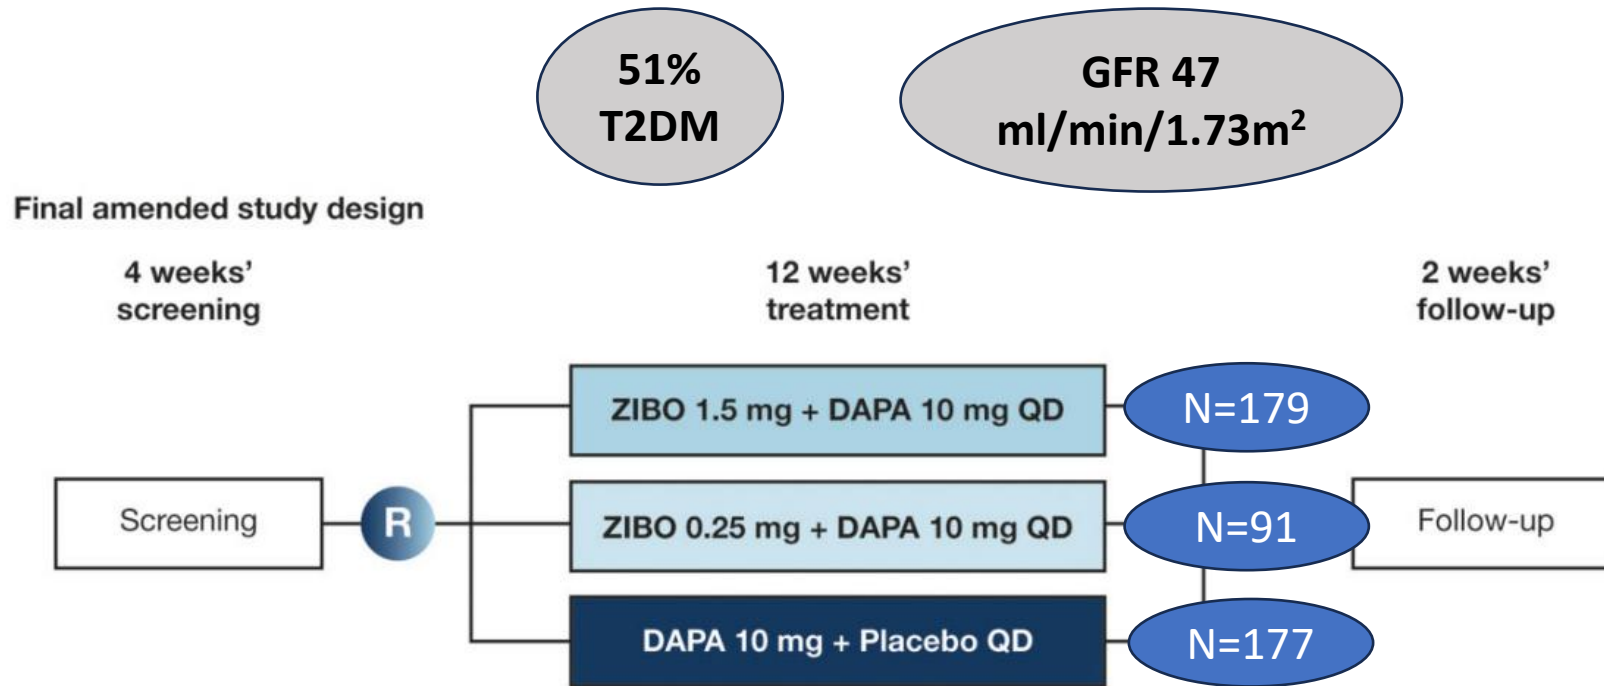 51%
T2DM
GFR 47
ml/min/1.73m²
Final amended study design
4 weeks'
screening
12 weeks'
treatment
2 weeks'
follow-up
ZIBO 1.5 mg + DAPA 10 mg QD
N=179
Screening
R
ZIBO 0.25 mg + DAPA 10 mg QD
N=91
Follow-up
DAPA 10 mg + Placebo QD
N=177